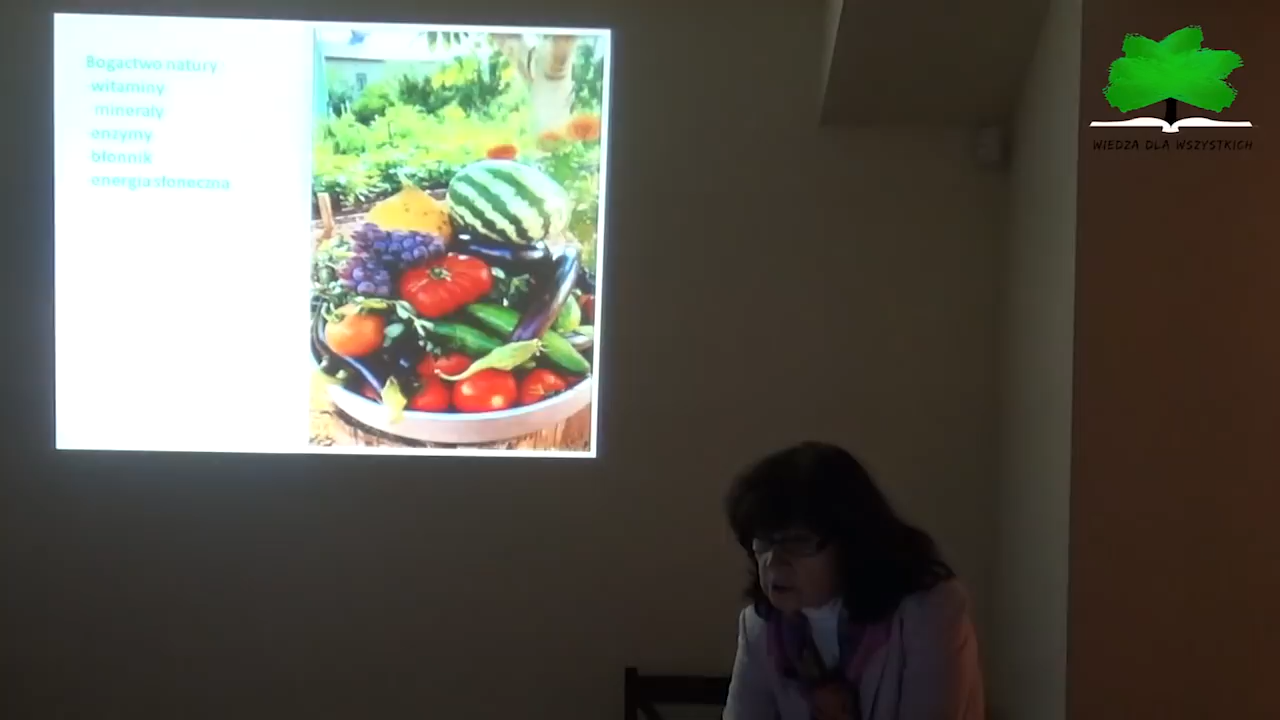 Bogactwo natury
witaminy
minerały
enzymy
błonnik
energia słoneczna
WIEDZA DLA WSZYSTKICH